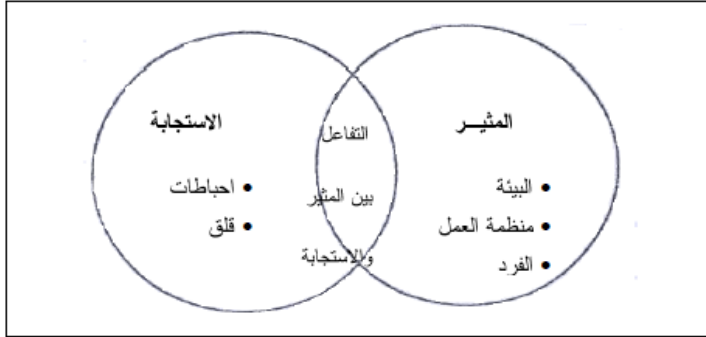 المثيــر
• البيئة
• منظمة العمل
• الفرد
التفاعل
بين المثير
والاستجابة
الاستجابة
• احباطات
• قلق